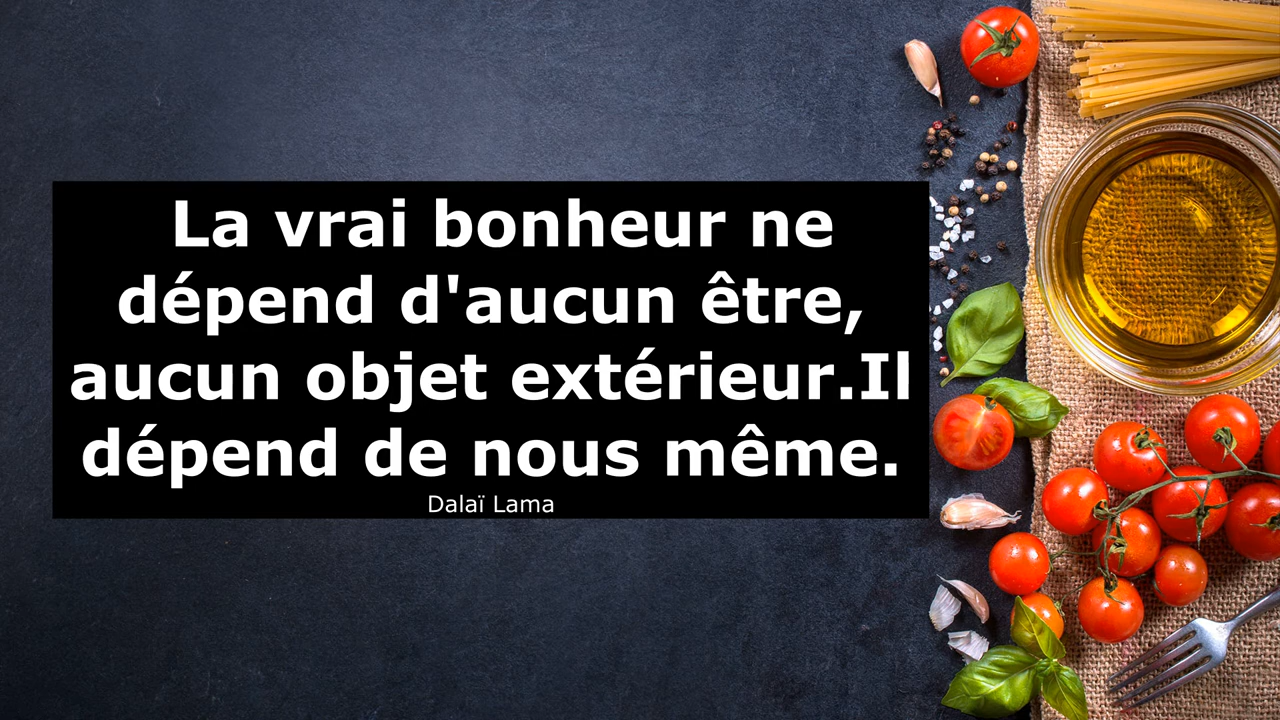 La vrai bonheur ne
dépend d'aucun être,
aucun objet extérieur.Il
dépend de nous même.
Dalaï Lama